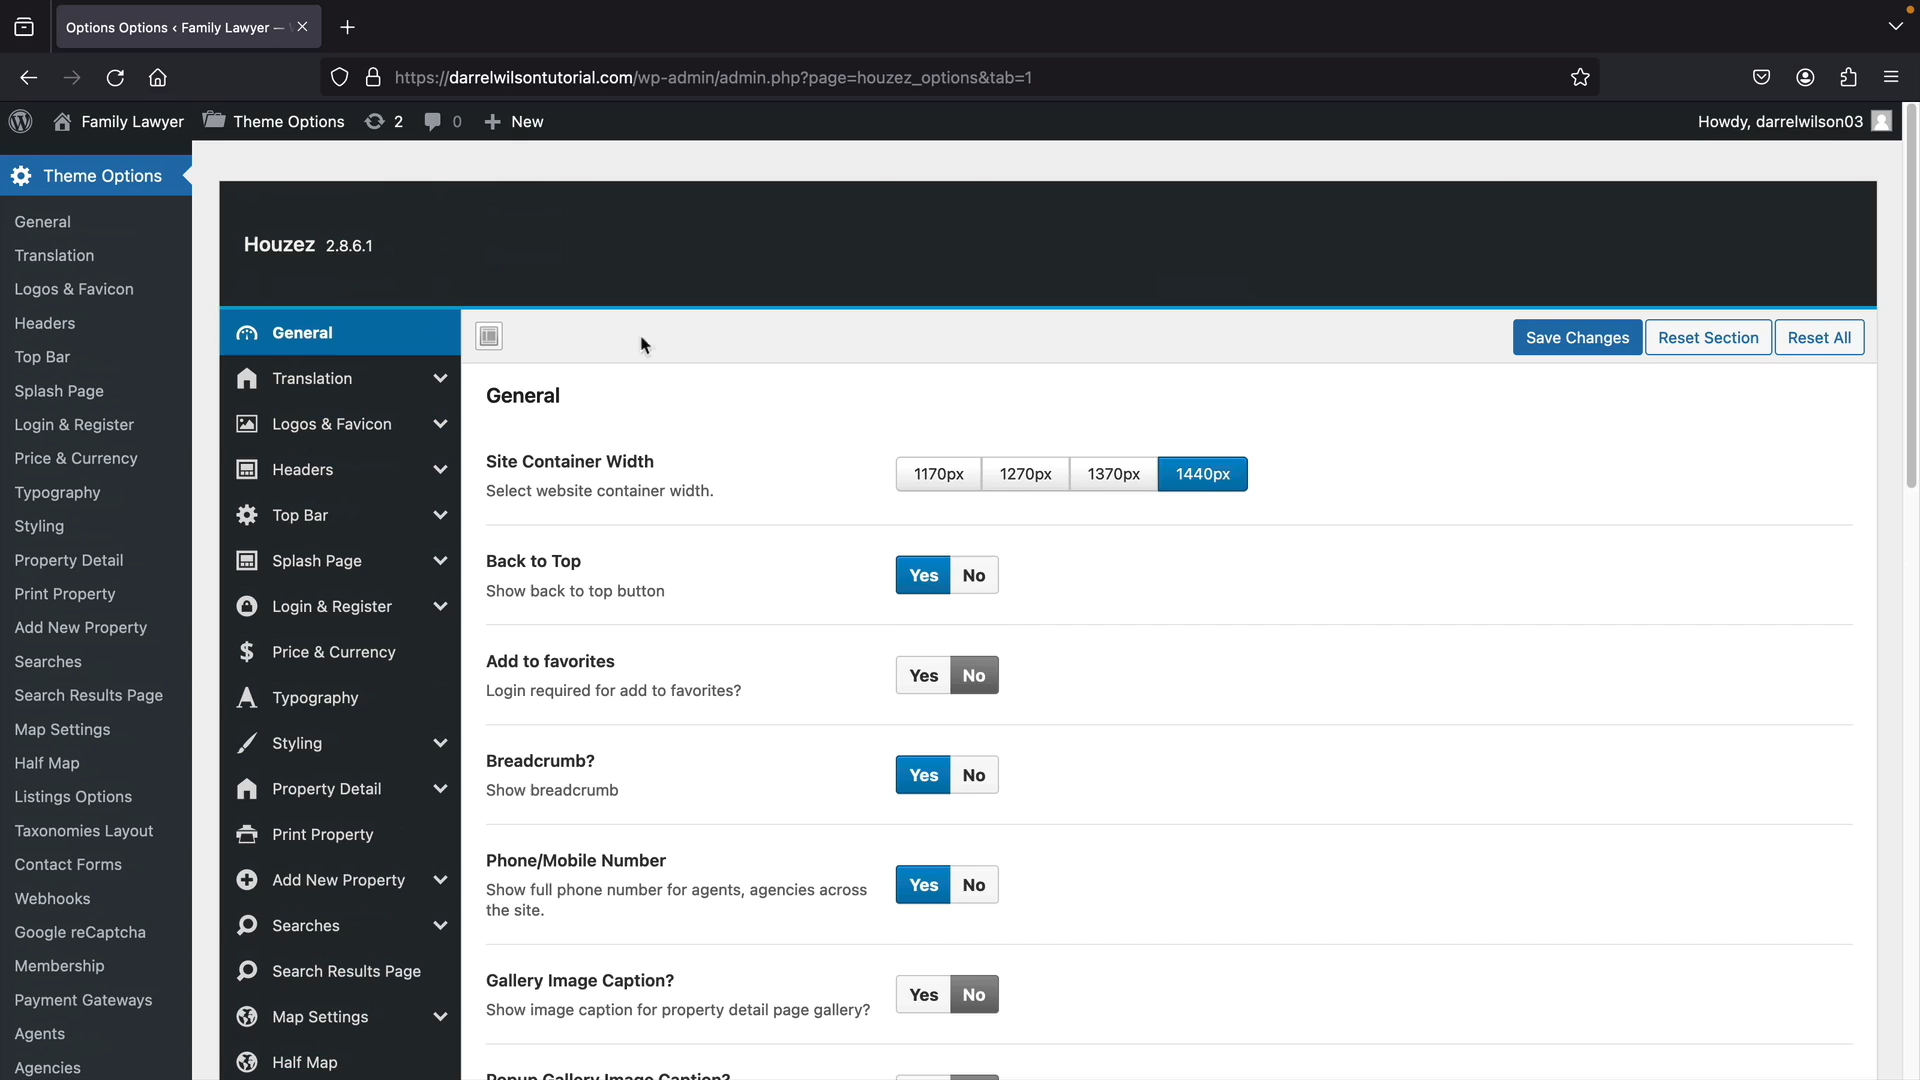 Options Options ‹ Family Lawyer —
https://darrelwilsontutorial.com/wp-admin/admin.php?page=houzez_options&tab=1
Family Lawyer
Theme Options
2
0
New
Howdy, darrelwilson03
Theme Options
General
Translation
Logos & Favicon
Headers
Top Bar
Splash Page
Login & Register
Price & Currency
Typography
Styling
Property Detail
Print Property
Add New Property
Searches
Search Results Page
Map Settings
Half Map
Listings Options
Taxonomies Layout
Contact Forms
Webhooks
Google reCaptcha
Membership
Payment Gateways
Agents
Agencies
Houzez 2.8.6.1
General
Translation
Logos & Favicon
Headers
Top Bar
Splash Page
Login & Register
Price & Currency
Typography
Styling
Property Detail
Print Property
Add New Property
Searches
Search Results Page
Map Settings
Half Map
Save Changes
Reset Section
Reset All
General
Site Container Width
Select website container width.
1170px
1270px
1370px
1440px
Back to Top
Show back to top button
Yes No
Add to favorites
Login required for add to favorites?
Yes No
Breadcrumb?
Show breadcrumb
Yes No
Phone/Mobile Number
Show full phone number for agents, agencies across
the site.
Yes No
Gallery Image Caption?
Show image caption for property detail page gallery?
Yes No
Popup Gallery Image Caption?